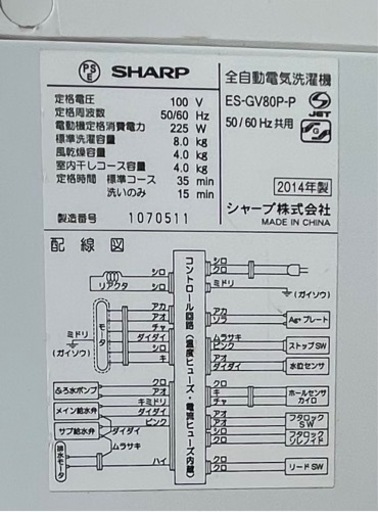 PS
E
SHARP
定格電圧 100 V
定格周波数 50/60 Hz
電動機定格消費電力 225 W
標準洗濯容量 8.0 kg
風乾燥容量 4.0 kg
室内干しコース容量 4.0 kg
定格時間 標準コース 35 min
洗いのみ 15 min
製造番号 1070511
全自動電気洗濯機
ES-GV80P-P
JET
50/60Hz共用
2014年製
シャープ株式会社
MADE IN CHINA
配線図
リアクタ
シロ
シロ
モータ
ミドリ
(ガイソウ)
アカ
アオ
チャ
ダイダイ
シロ
キ
ふろ水ポンプ
メイン給水弁
サブ給水弁
排水モータ
クロ
アオ
キミドリ
ダイダイ
ピンク
ダイダイ
ムラサキ
ハイ
コントロール回路(温度ヒューズ・電流ヒューズ内蔵)
シロ
クロ
ミドリ
(ガイソウ)
アカ
ソラ
Ag+プレート
ムラサキ
ピンク
ストップSW
アオ
ダイダイ
水位センサ
クロ
キ
チャ
ホールセンサ
カイロ
アオ
アオ
フタロック
SW
シロ
クロ
フタロック
ソレノイド
クロ
クロ
リードSW